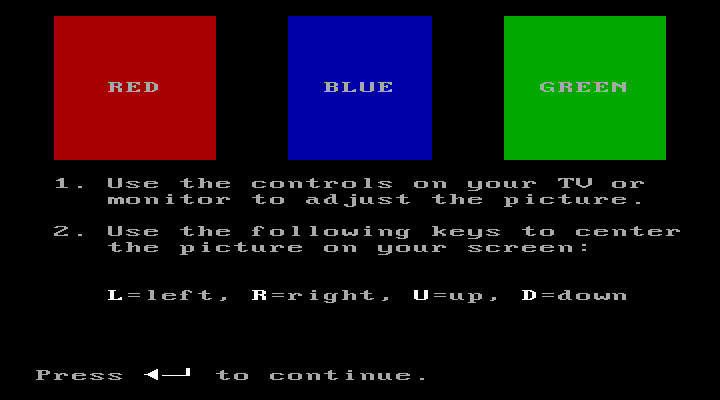 RED BLUE GREEN
1. Use the controls on your TV or
monitor to adjust the picture.
2. Use the following keys to center
the picture on your screen:
L=left, R=right, U=up, D=down
Press ◄─┘ to continue.